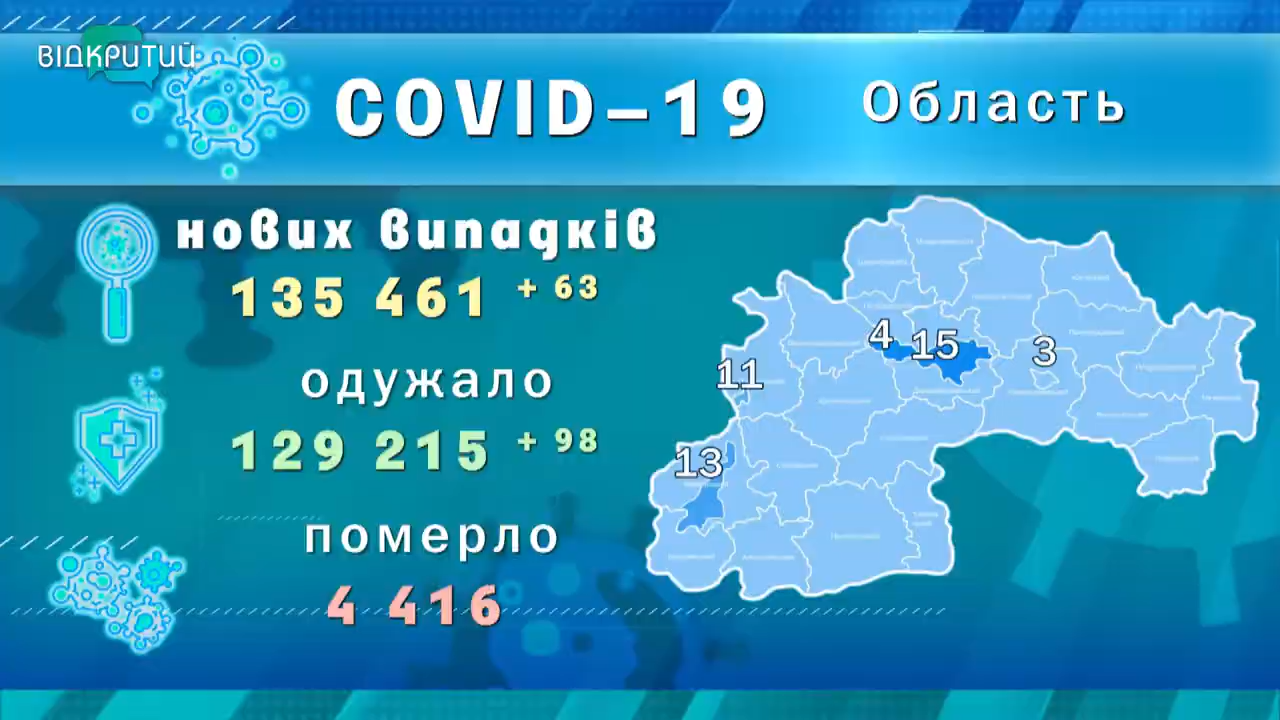 ВІДКРИТИЙ
COVID-19
Область
нових випадків
135 461 + 63
одужало
129 215 + 98
померло
4 416
4
15
3
11
13